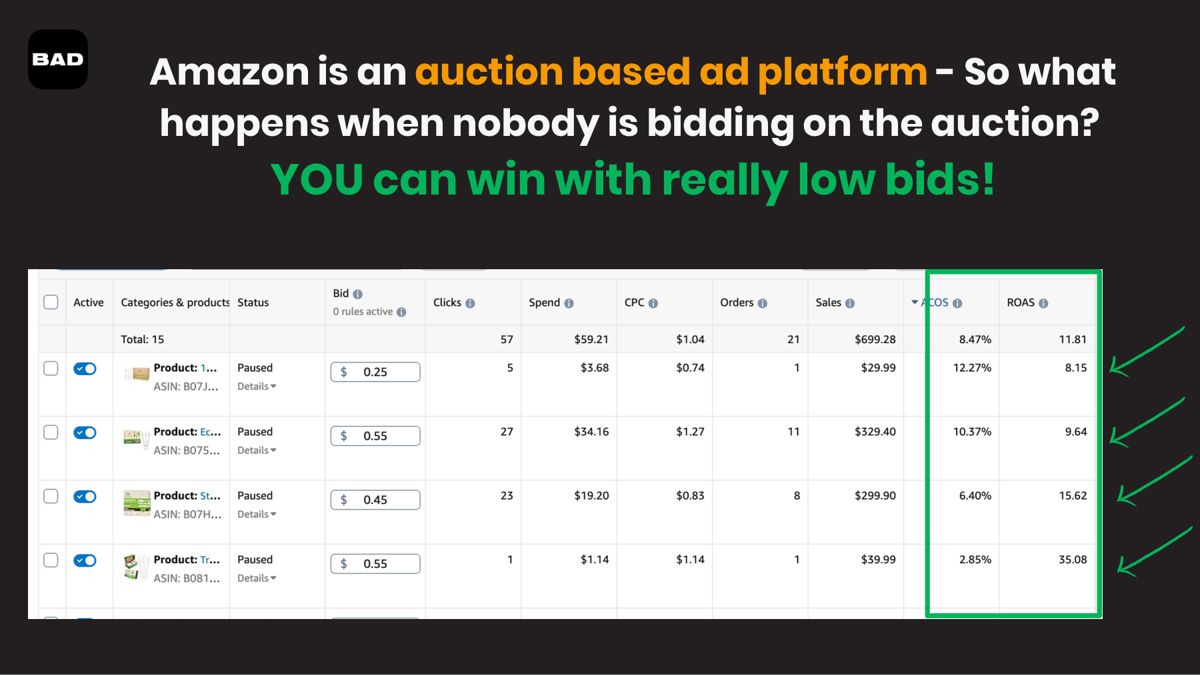 BAD
Amazon is an auction based ad platform - So what
happens when nobody is bidding on the auction?
YOU can win with really low bids!
Active Categories & products Status Bid Clicks Spend CPC Orders Sales ACOS ROAS
0 rules active
Total: 15 57 $59.21 $1.04 21 $699.28 8.47% 11.81
Product: 1... Paused $ 0.25 5 $3.68 $0.74 1 $29.99 12.27% 8.15
ASIN: B07J... Details
Product: Ec... Paused $ 0.55 27 $34.16 $1.27 11 $329.40 10.37% 9.64
ASIN: B075... Details
Product: St... Paused $ 0.45 23 $19.20 $0.83 8 $299.90 6.40% 15.62
ASIN: B07H... Details
Product: Tr... Paused $ 0.55 1 $1.14 $1.14 1 $39.99 2.85% 35.08
ASIN: B081... Details